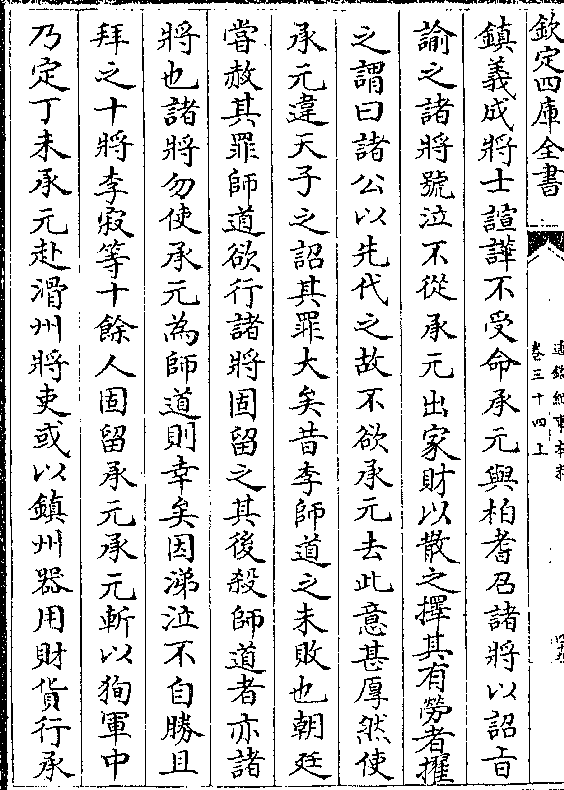 欽定四庫全書
通鑑紀事本末
卷三十四上
鎮義成將士諠譁不受命承元與柏耆召諸將以詔旨
諭之諸將號泣不從承元出家財以散之擇其有勞者擢
之謂曰諸公以先代之故不欲承元去此意甚厚然使
承元違天子之詔其罪大矣昔李師道之未敗也朝廷
嘗赦其罪師道欲行諸將固留之其後殺師道者亦諸
將也諸將勿使承元為師道則幸矣因涕泣不自勝且
拜之十將李寂等十餘人固留承元承元斬以狥軍中
乃定丁未承元赴滑州將吏或以鎮州器用財貨行承